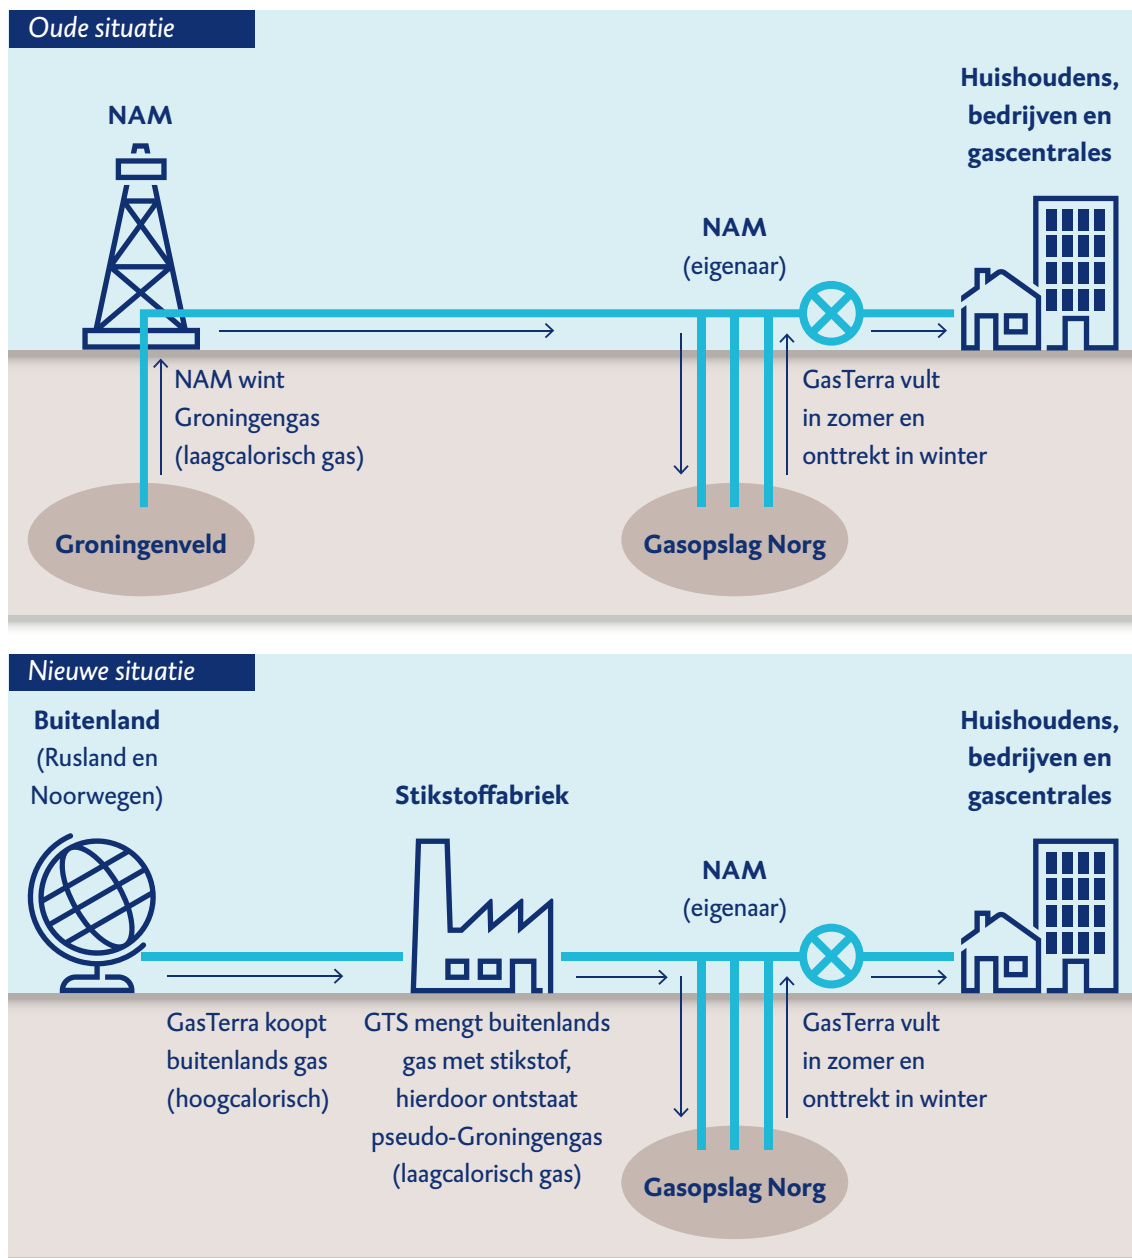 Oude situatie
NAM
Huishoudens,
bedrijven en
gascentrales
NAM
(eigenaar)
NAM wint
Groningengas
(laagcalorisch gas)
GasTerra vult
in zomer en
onttrekt in winter
Groningenveld
Gasopslag Norg
Nieuwe situatie
Buitenland
(Rusland en
Noorwegen)
Stikstoffabriek
Huishoudens,
bedrijven en
gascentrales
NAM
(eigenaar)
GasTerra koopt
buitenlands gas
(hoogcalorisch)
GTS mengt buitenlands
gas met stikstof,
hierdoor ontstaat
pseudo-Groningengas
(laagcalorisch gas)
GasTerra vult
in zomer en
onttrekt in winter
Gasopslag Norg